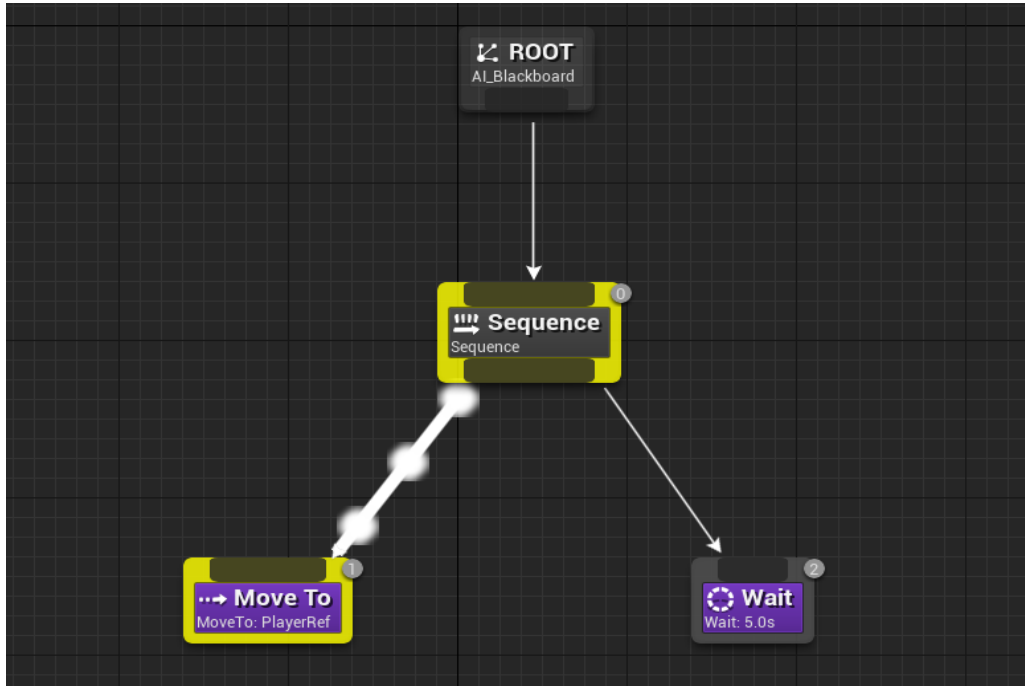 ROOT
AI_Blackboard
0
Sequence
Sequence
1
Move To
MoveTo: PlayerRef
2
Wait
Wait: 5.0s